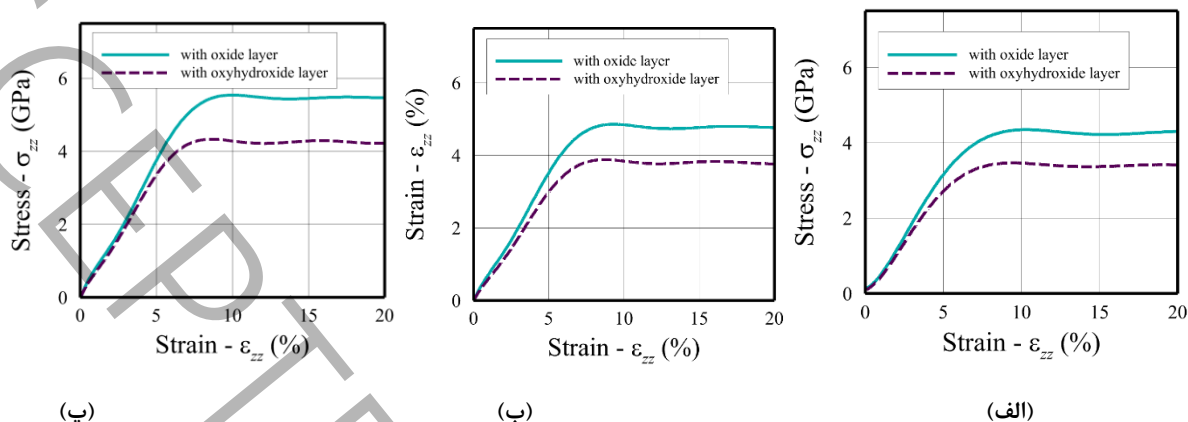 with oxide layer
with oxyhydroxide layer
Stress - σzz (GPa)
6
4
2
0
0 5 10 15 20
Strain - εzz (%)
(پ)
with oxide layer
with oxyhydroxide layer
Strain - εzz (%)
6
4
2
0
0 5 10 15 20
Strain - εzz (%)
(ب)
with oxide layer
with oxyhydroxide layer
Stress - σzz (GPa)
6
4
2
0
0 5 10 15 20
Strain - εzz (%)
(الف)